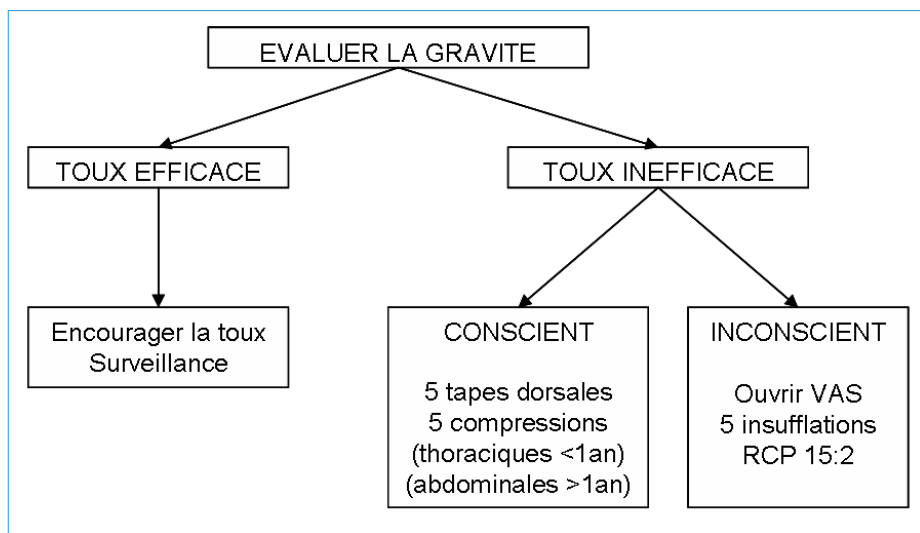 EVALUER LA GRAVITE
TOUX EFFICACE
TOUX INEFFICACE
Encourager la toux
Surveillance
CONSCIENT
5 tapes dorsales
5 compressions
(thoraciques <1an)
(abdominales >1an)
INCONSCIENT
Ouvrir VAS
5 insufflations
RCP 15:2